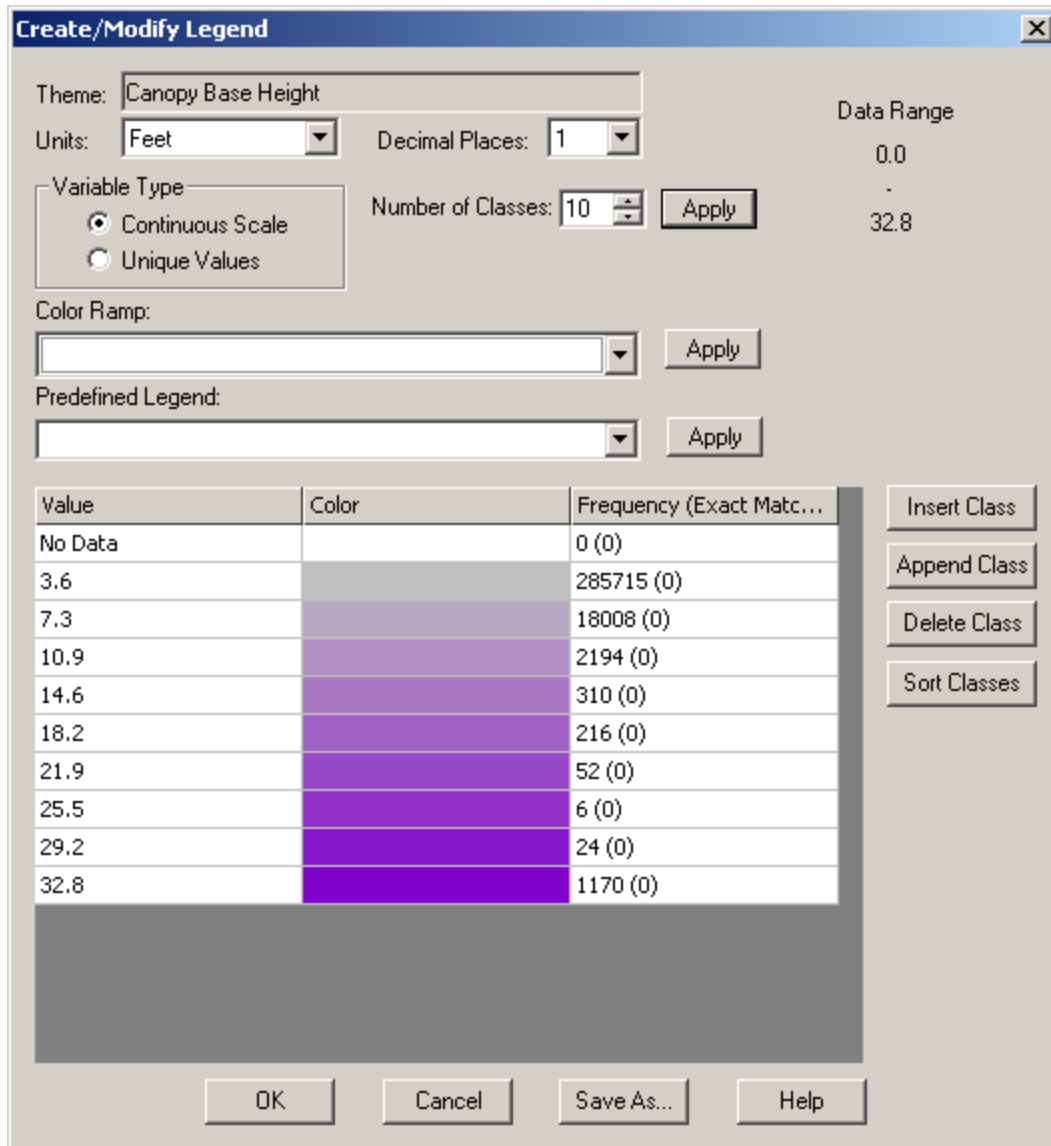 Create/Modify Legend
Theme: Canopy Base Height
Units: Feet Decimal Places: 1
Data Range
0.0
-
32.8
Variable Type
Continuous Scale
Unique Values
Number of Classes: 10 Apply
Color Ramp:
Apply
Predefined Legend:
Apply
Value Color Frequency (Exact Matc...
No Data 0 (0)
3.6 285715 (0)
7.3 18008 (0)
10.9 2194 (0)
14.6 310 (0)
18.2 216 (0)
21.9 52 (0)
25.5 6 (0)
29.2 24 (0)
32.8 1170 (0)
Insert Class
Append Class
Delete Class
Sort Classes
OK Cancel Save As... Help